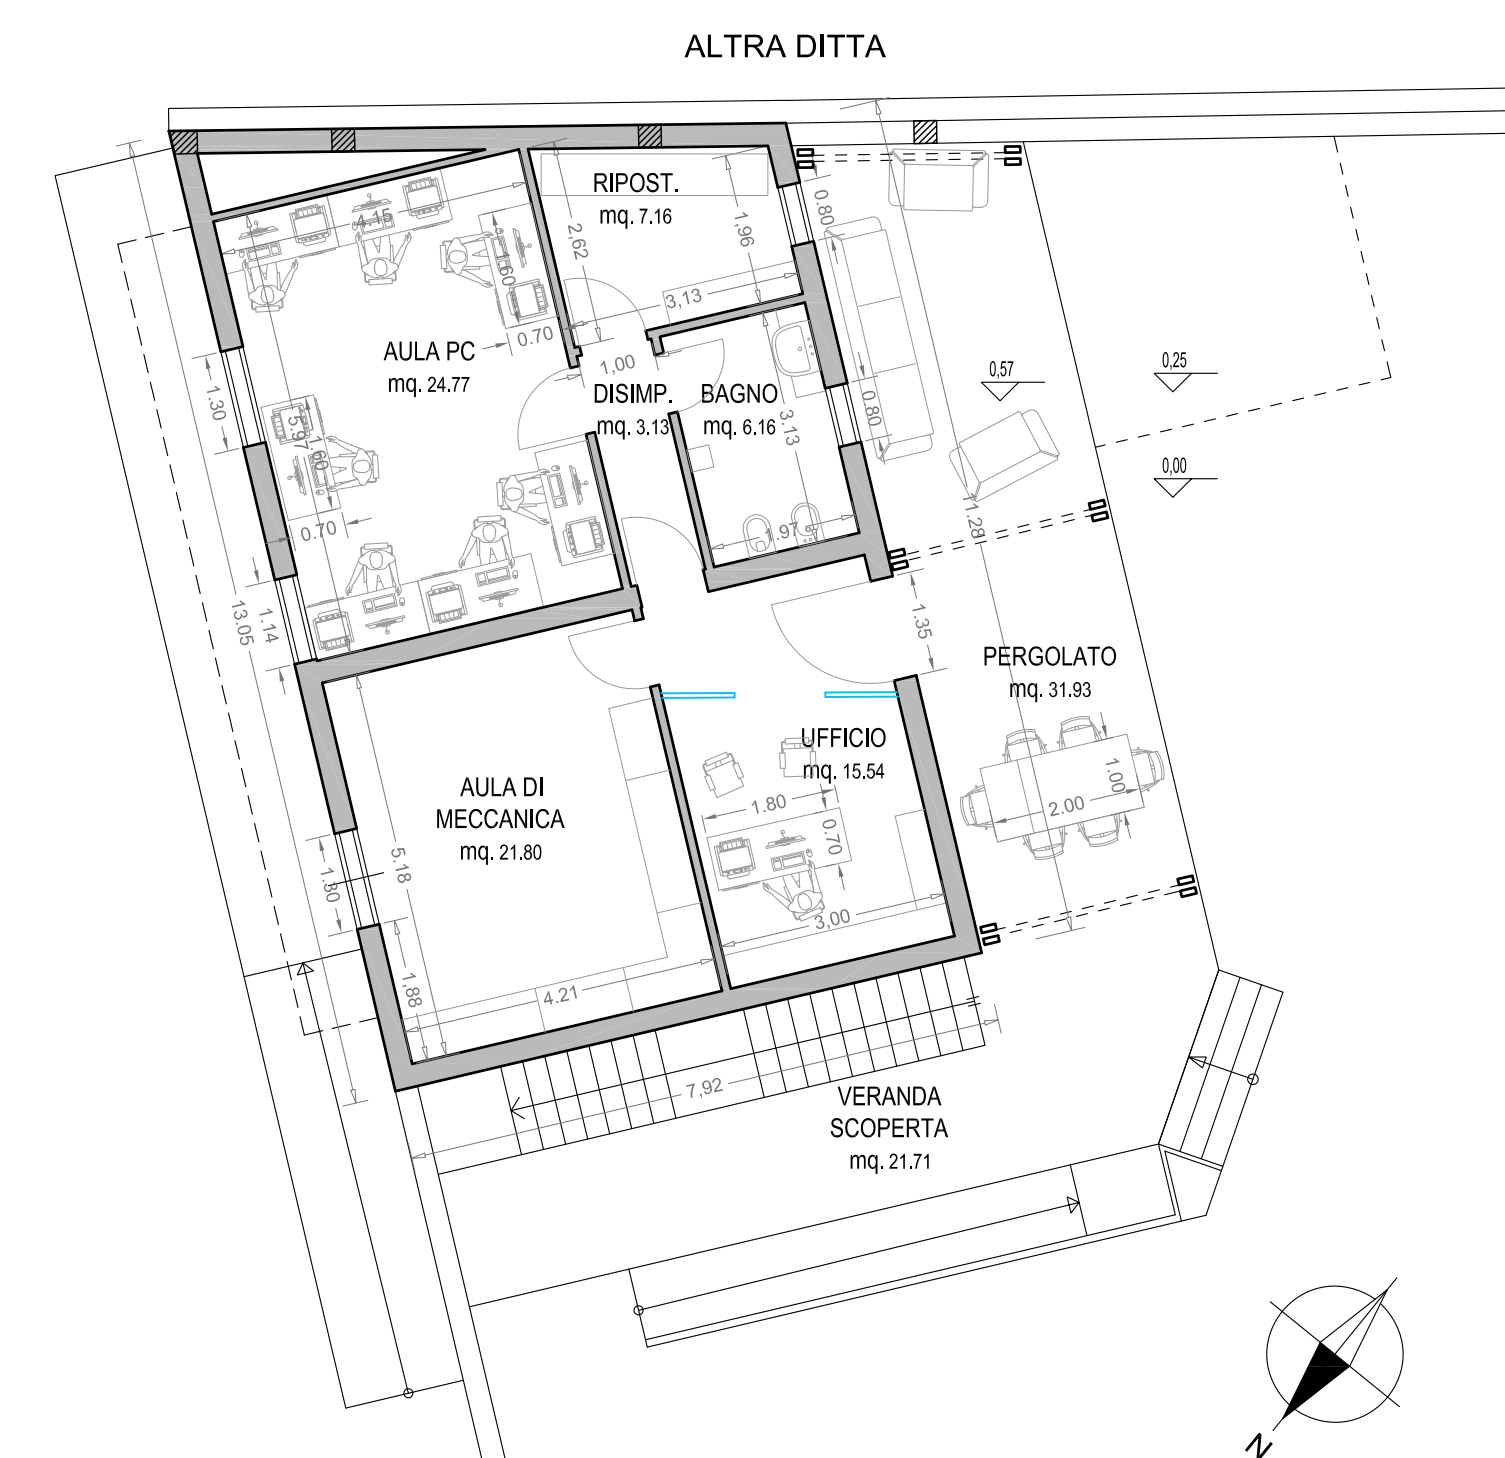 ALTRA DITTA
RIPOST.
mq. 7.16
0.80
4.15
2,62
1,96
1.60
3,13
0.70
AULA PC
mq. 24.77
1,00
DISIMP.
mq. 3.13
BAGNO
mq. 6.16
3.13
0.80
0,57
0,25
0,00
1.30
5.97
1.60
0.70
1.97
11.28
13.05
1.14
1.35
PERGOLATO
mq. 31.93
UFFICIO
mq. 15.54
1.80
0.70
1.00
2.00
AULA DI
MECCANICA
mq. 21.80
5.18
1.80
3,00
1,88
4.21
7,92
VERANDA
SCOPERTA
mq. 21.71
N